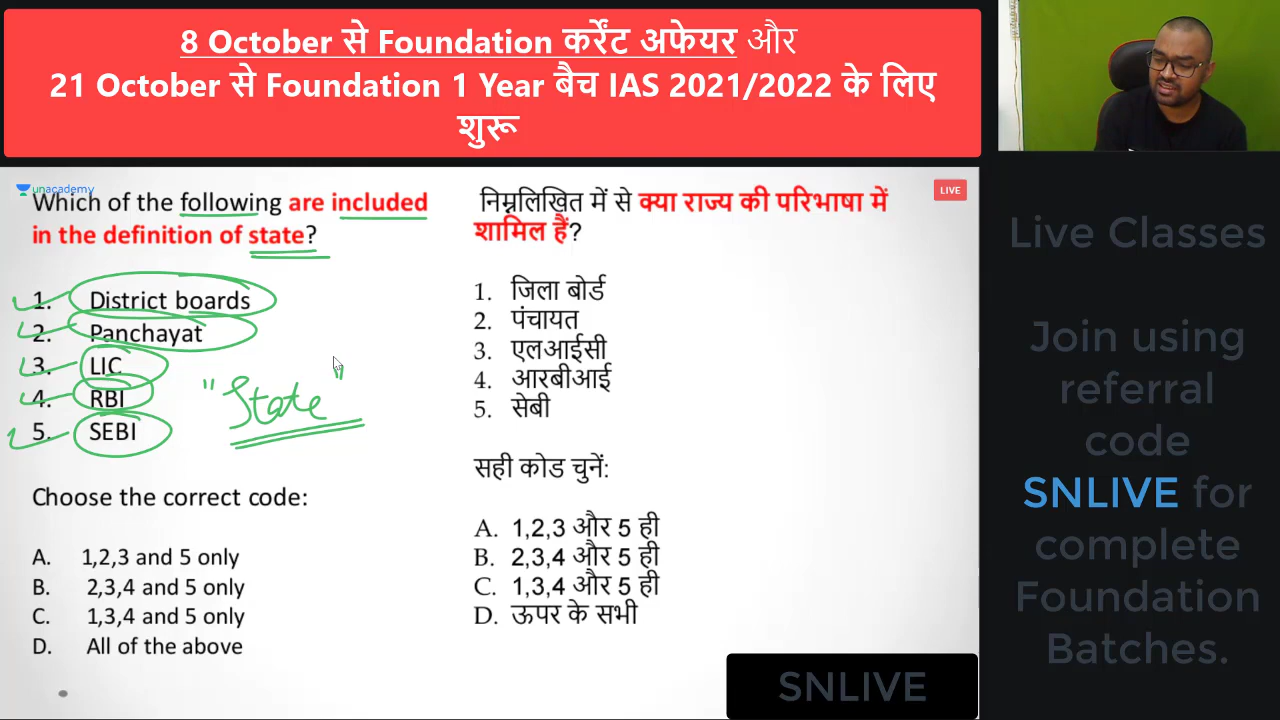 8 October से Foundation कर्रेंट अफेयर और
21 October से Foundation 1 Year बैच IAS 2021/2022 के लिए
शुरू
unacademy
LIVE
Which of the following are included
in the definition of state?
1. District boards
2. Panchayat
3. LIC
4. RBI
5. SEBI
"State"
Choose the correct code:
A. 1,2,3 and 5 only
B. 2,3,4 and 5 only
C. 1,3,4 and 5 only
D. All of the above
निम्नलिखित में से क्या राज्य की परिभाषा में
शामिल हैं?
1. जिला बोर्ड
2. पंचायत
3. एलआईसी
4. आरबीआई
5. सेबी
सही कोड चुनें:
A. 1,2,3 और 5 ही
B. 2,3,4 और 5 ही
C. 1,3,4 और 5 ही
D. ऊपर के सभी
Live Classes
Join using
referral
code
SNLIVE for
complete
Foundation
Batches.
SNLIVE